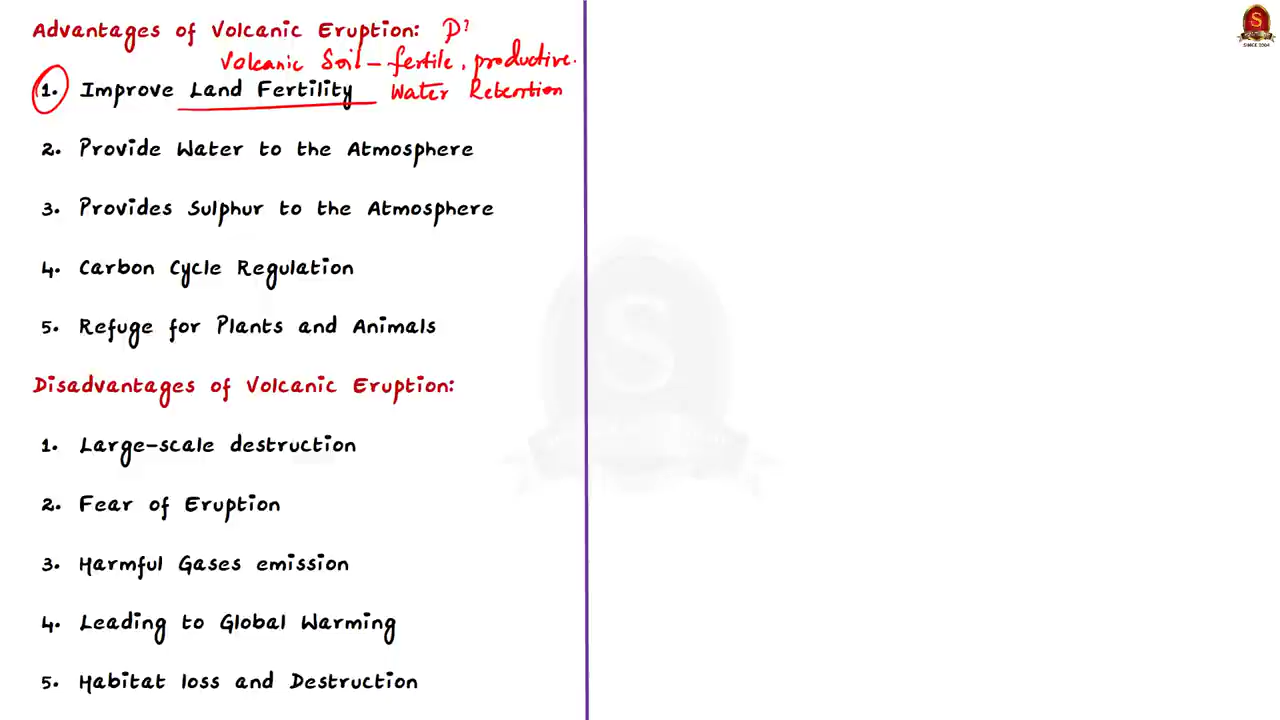 Advantages of Volcanic Eruption: P?
Volcanic Soil - fertile, productive.
1. Improve Land Fertility Water Retention
2. Provide Water to the Atmosphere
3. Provides Sulphur to the Atmosphere
4. Carbon Cycle Regulation
5. Refuge for Plants and Animals
Disadvantages of Volcanic Eruption:
1. Large-scale destruction
2. Fear of Eruption
3. Harmful Gases emission
4. Leading to Global Warming
5. Habitat loss and Destruction
S
SINCE 2004